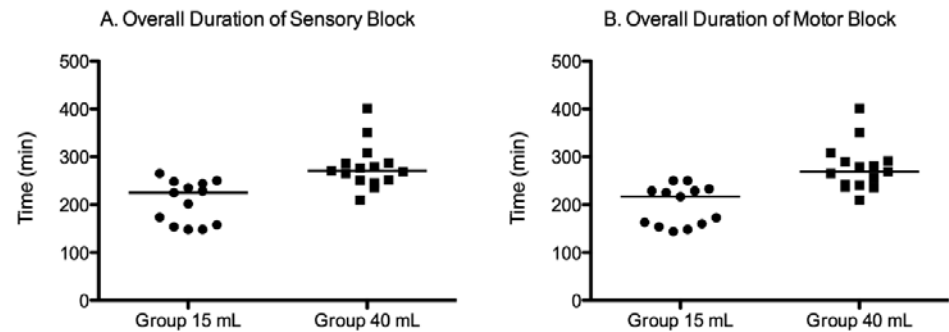 A. Overall Duration of Sensory Block
500
400
300
200
100
0
Time (min)
Group 15 mL
Group 40 mL
B. Overall Duration of Motor Block
500
400
300
200
100
0
Time (min)
Group 15 mL
Group 40 mL